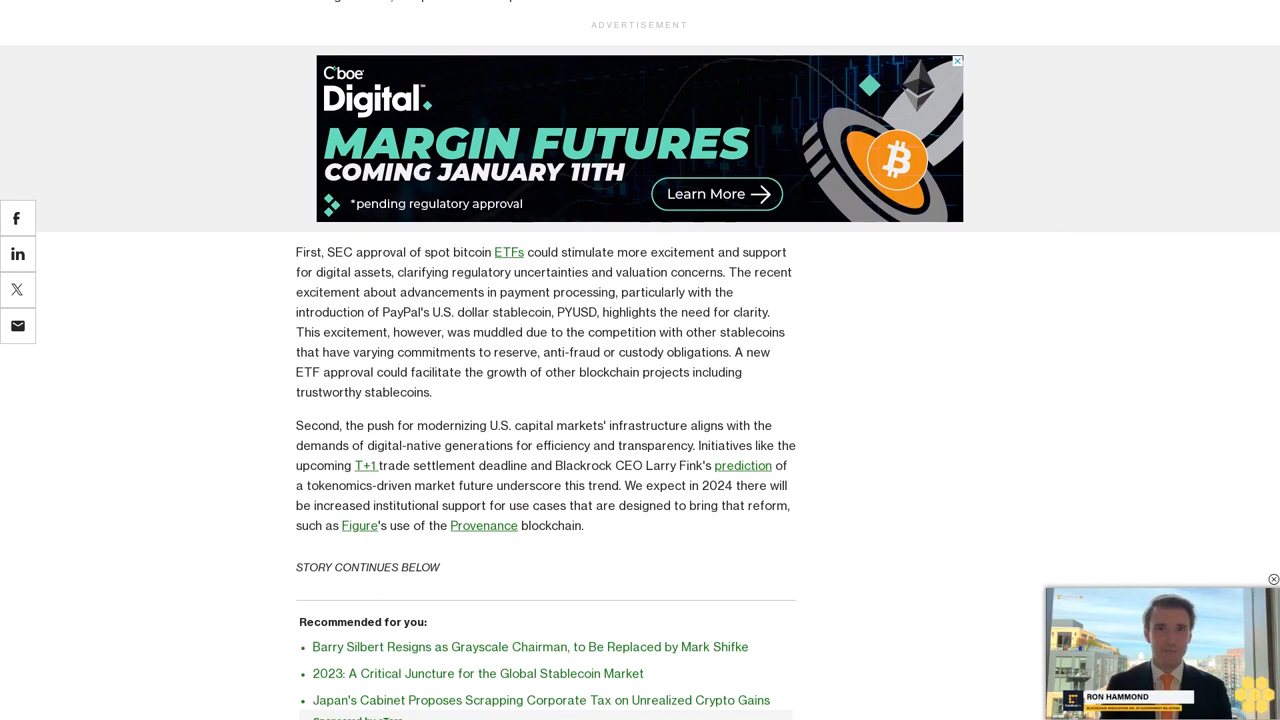 ADVERTISEMENT
Cboe
Digital
MARGIN FUTURES
COMING JANUARY 11TH
Learn More
*pending regulatory approval
First, SEC approval of spot bitcoin ETFs could stimulate more excitement and support
for digital assets, clarifying regulatory uncertainties and valuation concerns. The recent
excitement about advancements in payment processing, particularly with the
introduction of PayPal's U.S. dollar stablecoin, PYUSD, highlights the need for clarity.
This excitement, however, was muddled due to the competition with other stablecoins
that have varying commitments to reserve, anti-fraud or custody obligations. A new
ETF approval could facilitate the growth of other blockchain projects including
trustworthy stablecoins.
Second, the push for modernizing U.S. capital markets' infrastructure aligns with the
demands of digital-native generations for efficiency and transparency. Initiatives like the
upcoming T+1 trade settlement deadline and Blackrock CEO Larry Fink's prediction of
a tokenomics-driven market future underscore this trend. We expect in 2024 there will
be increased institutional support for use cases that are designed to bring that reform,
such as Figure's use of the Provenance blockchain.
STORY CONTINUES BELOW
Recommended for you:
Barry Silbert Resigns as Grayscale Chairman, to Be Replaced by Mark Shifke
2023: A Critical Juncture for the Global Stablecoin Market
Japan's Cabinet Proposes Scrapping Corporate Tax on Unrealized Crypto Gains
RON HAMMOND